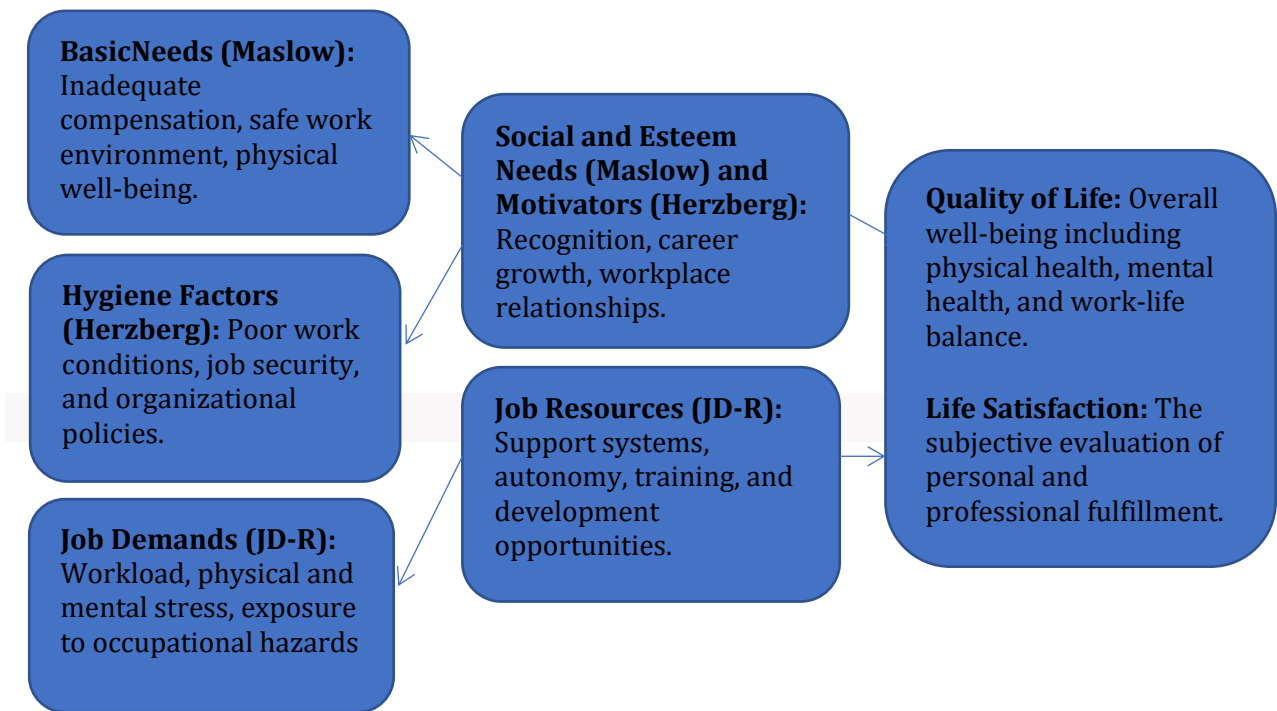 BasicNeeds (Maslow):
Inadequate
compensation, safe work
environment, physical
well-being.
Hygiene Factors
(Herzberg): Poor work
conditions, job security,
and organizational
policies.
Job Demands (JD-R):
Workload, physical and
mental stress, exposure
to occupational hazards
Social and Esteem
Needs (Maslow) and
Motivators (Herzberg):
Recognition, career
growth, workplace
relationships.
Job Resources (JD-R):
Support systems,
autonomy, training, and
development
opportunities.
Quality of Life: Overall
well-being including
physical health, mental
health, and work-life
balance.
Life Satisfaction: The
subjective evaluation of
personal and
professional fulfillment.